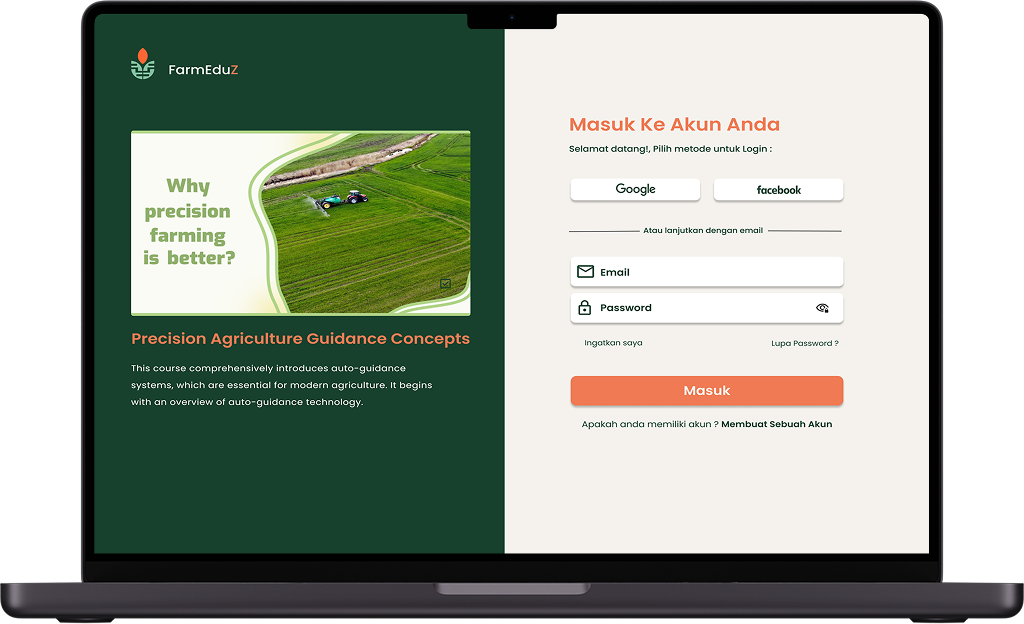 FarmEduZ
Why
precision
farming
is better?
Precision Agriculture Guidance Concepts
This course comprehensively introduces auto-guidance
systems, which are essential for modern agriculture. It begins
with an overview of auto-guidance technology.
Masuk Ke Akun Anda
Selamat datang!, Pilih metode untuk Login :
Google
facebook
Atau lanjutkan dengan email
Email
Password
Ingatkan saya
Lupa Password ?
Masuk
Apakah anda memiliki akun ? Membuat Sebuah Akun